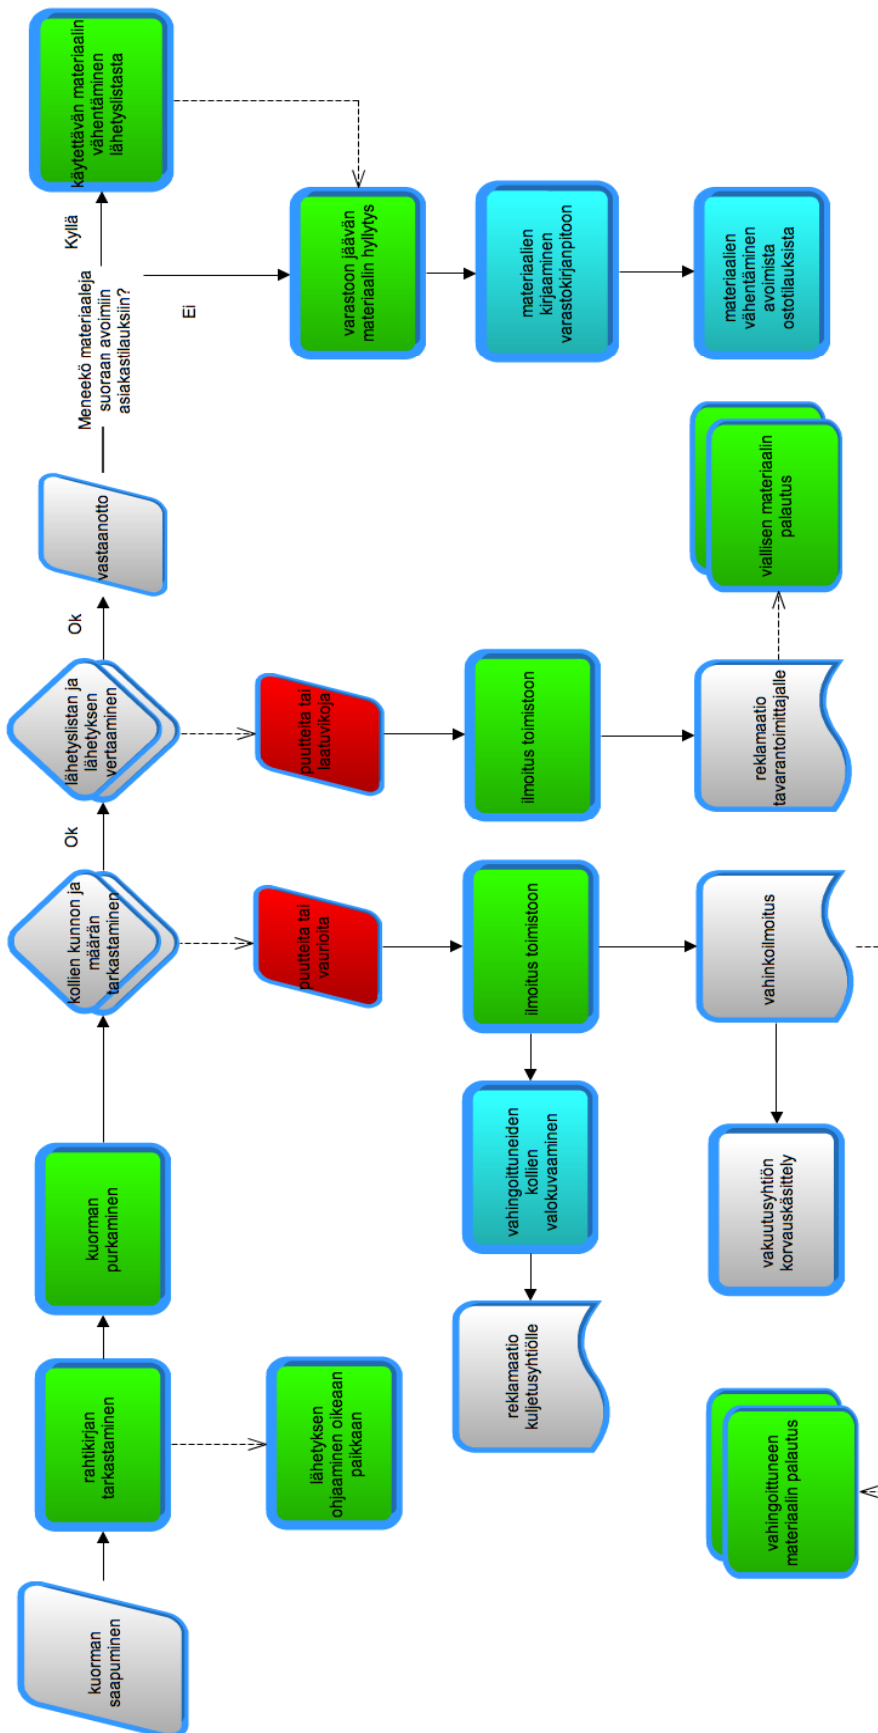 kuorman
saapuminen
rahtikirjan
tarkastaminen
kuorman
purkaminen
kollien kunnon ja
määrän
tarkastaminen
Ok
lähetyslistan ja
lähetyksen
vertaaminen
Ok
vastaanotto
Meneekö materiaaleja
suoraan avoimiin
asiakastilauksiin?
Kyllä
käytettävän materiaalin
vähentäminen
lähetyslistasta
Ei
lähetyksen
ohjaaminen oikeaan
paikkaan
puutteita tai
vaurioita
puutteita tai
laatuvikoja
varastoon jäävän
materiaalin hyllytys
reklamaatio
kuljetusyhtiölle
vahingoittuneiden
kollien
valokuvaaminen
ilmoitus toimistoon
ilmoitus toimistoon
materiaalien
kirjaaminen
varastokirjanpitoon
vahingoittuneen
materiaalin palautus
vakuutusyhtiön
korvauskäsittely
vahinkoilmoitus
reklamaatio
tavarantoimittajalle
viallisen materiaalin
palautus
materiaalien
vähentäminen
avoimista
ostotilauksista